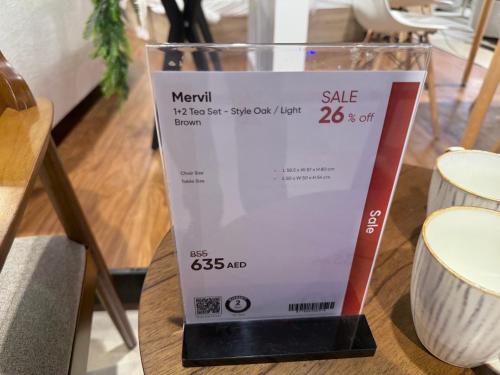 Mervil
1+2 Tea Set - Style Oak / Light
Brown
SALE
26 % off
Chair Size
Table Size
Sale
855
635 AED
2